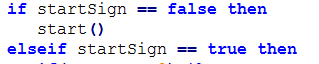 if startSign == false then
start()
elseif startSign == true then